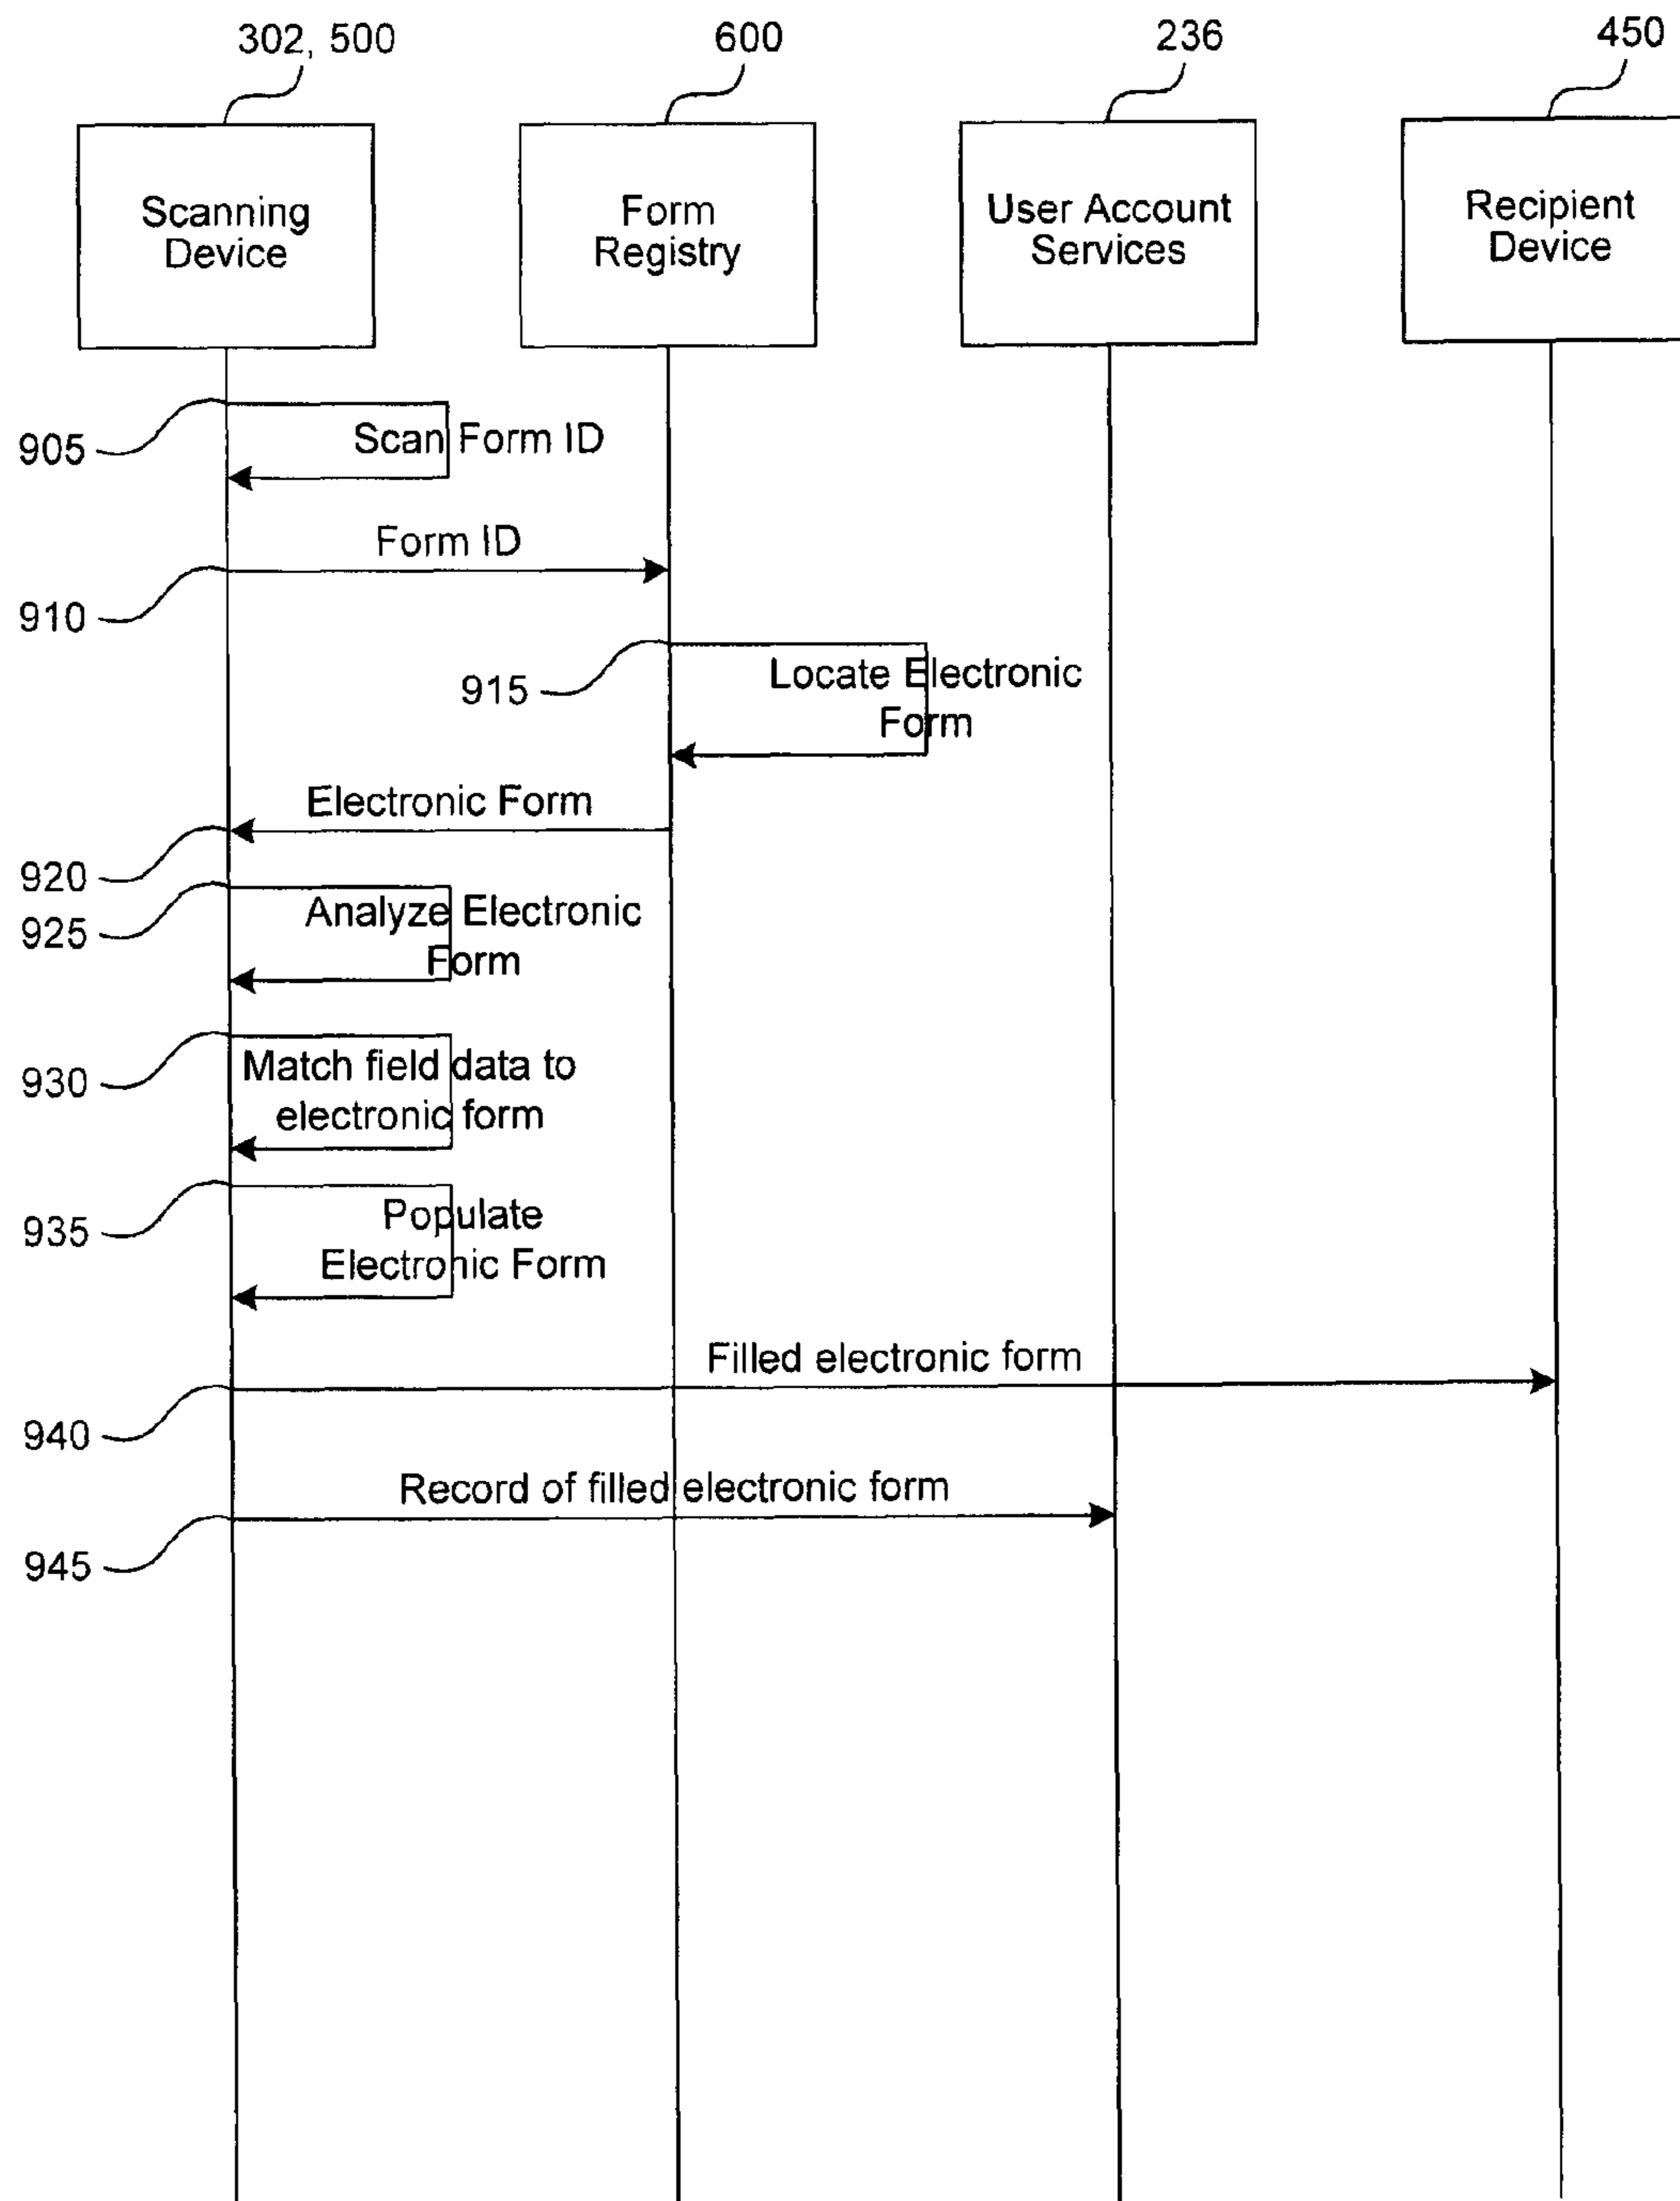 302, 500
600
236
450
Scanning
Device
Form
Registry
User Account
Services
Recipient
Device
905
Scan Form ID
Form ID
910
915
Locate Electronic
Form
Electronic Form
920
925
Analyze Electronic
Form
930
Match field data to
electronic form
935
Populate
Electronic Form
Filled electronic form
940
Record of filled electronic form
945